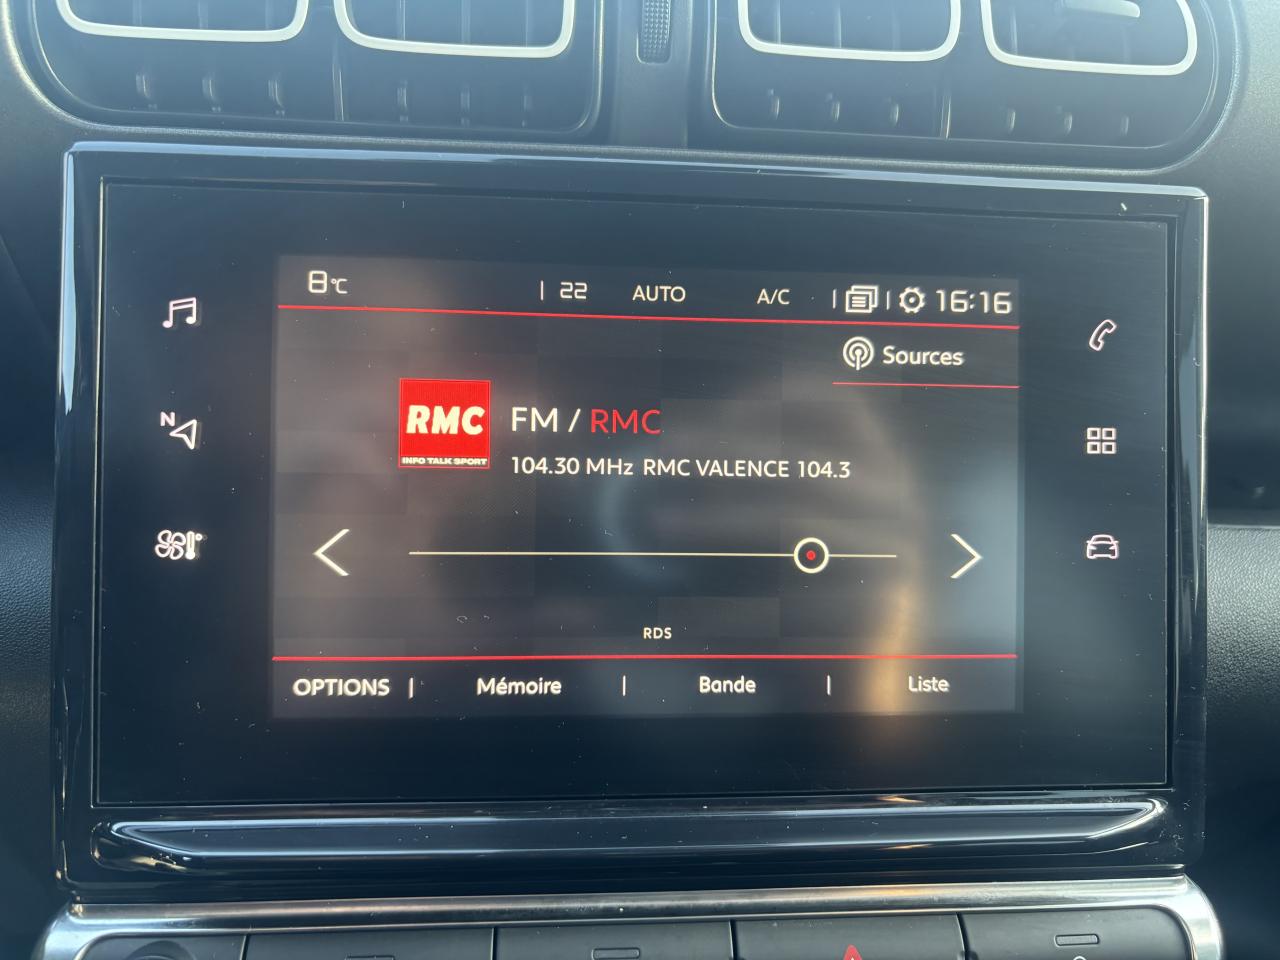 8°C | 22 AUTO A/C | | 16:16
Sources
RMC
INFO TALK SPORT
FM / RMC
104.30 MHz RMC VALENCE 104.3
N
RDS
OPTIONS | Mémoire | Bande | Liste